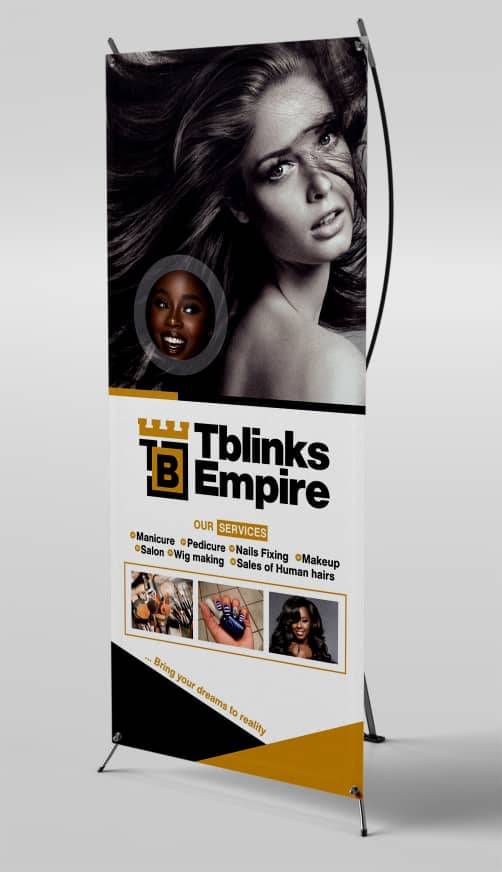 TB
Tblinks
Empire
OUR SERVICES
Manicure Pedicure Nails Fixing Makeup
Salon Wig making Sales of Human hairs
... Bring your dreams to reality